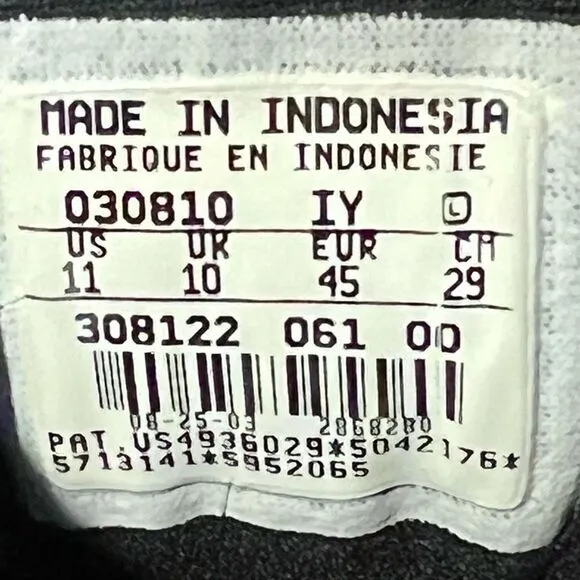 MADE IN INDONESIA
FABRIQUE EN INDONESIE
030810 IY L
US UK EUR CM
11 10 45 29
308122 061 00
08-25-03 2868280
PAT.US4936029*5042176*
5713141*5952065